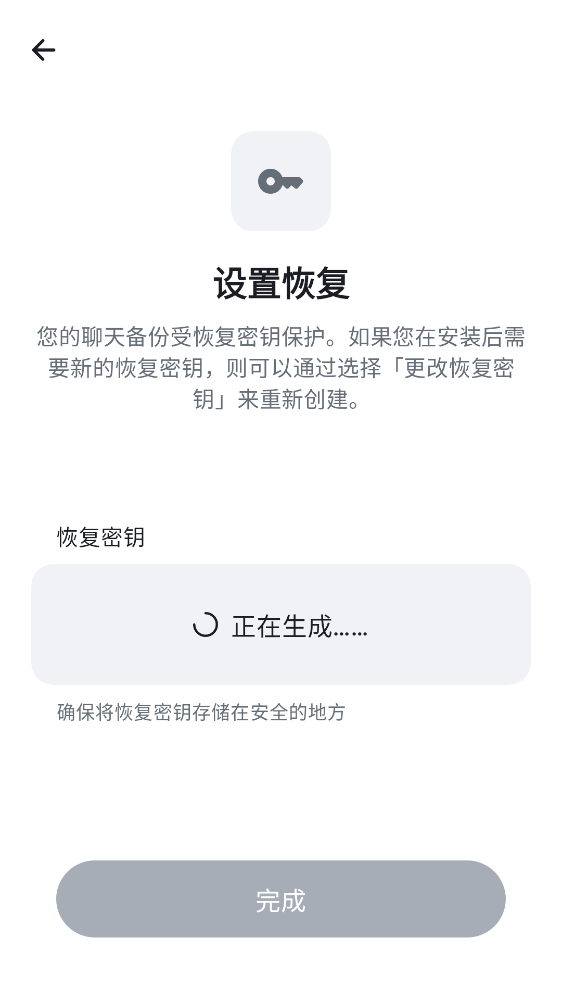 设置恢复
您的聊天备份受恢复密钥保护。如果您在安装后需
要新的恢复密钥，则可以通过选择「更改恢复密
钥」来重新创建。
恢复密钥
正在生成……
确保将恢复密钥存储在安全的地方
完成